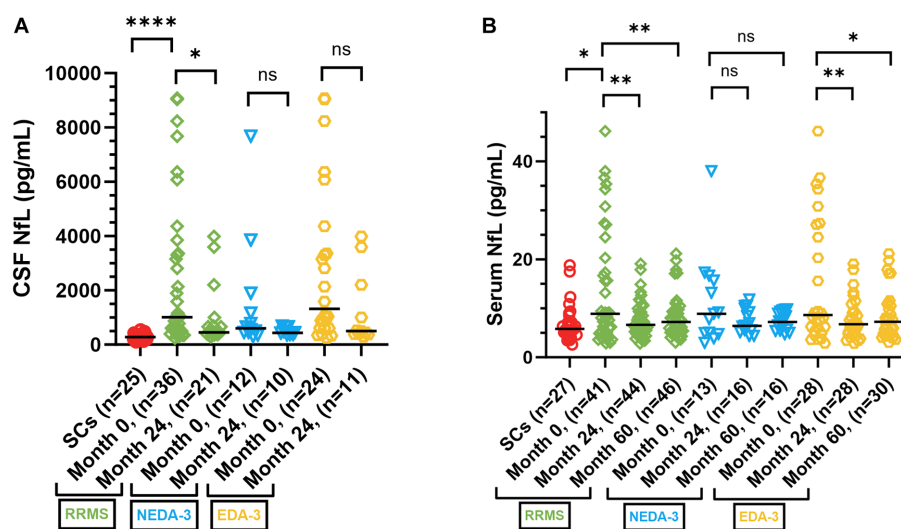 A
****
*
ns
ns
CSF NfL (pg/mL)
10000
8000
6000
4000
2000
0
SCs (n=25)
Month 0, (n=36)
Month 24, (n=21)
Month 0, (n=12)
Month 24, (n=10)
Month 0, (n=24)
Month 24, (n=11)
RRMS
NEDA-3
EDA-3
B
*
**
**
ns
ns
*
**
Serum NfL (pg/mL)
40
20
0
SCs (n=27)
Month 0, (n=41)
Month 24, (n=44)
Month 60, (n=46)
Month 0, (n=13)
Month 24, (n=16)
Month 60, (n=16)
Month 0, (n=28)
Month 24, (n=28)
Month 60, (n=30)
RRMS
NEDA-3
EDA-3